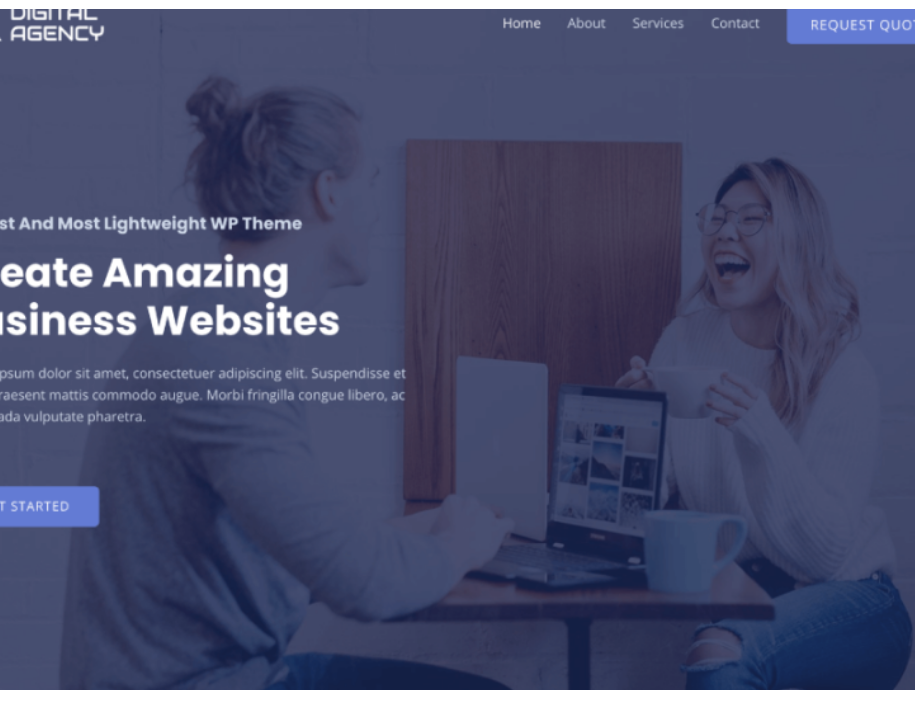 DIGITAL
AGENCY
Home About Services Contact REQUEST QUOT
st And Most Lightweight WP Theme
eate Amazing
usiness Websites
psum dolor sit amet, consectetuer adipiscing elit. Suspendisse et
raesent mattis commodo augue. Morbi fringilla congue libero, ac
ada vulputate pharetra.
T STARTED